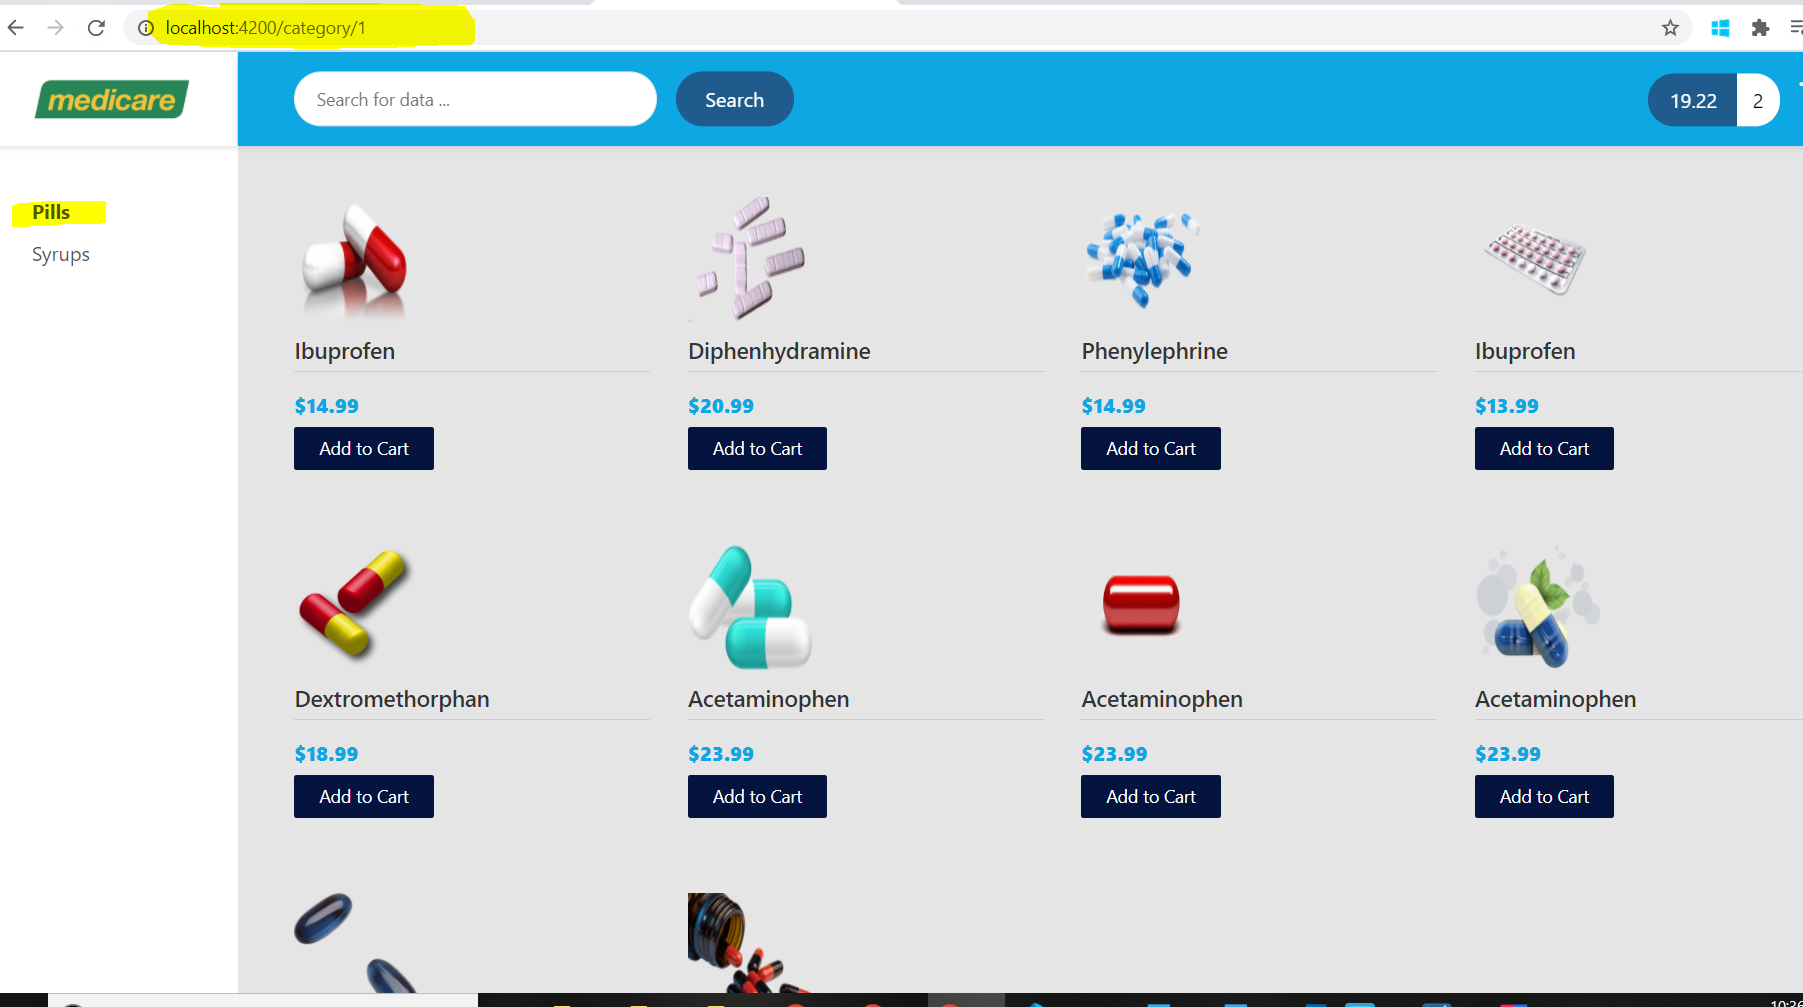 localhost:4200/category/1
medicare
Search for data ...
Search
19.22
2
Pills
Syrups
Ibuprofen
Diphenhydramine
Phenylephrine
Ibuprofen
$14.99
$20.99
$14.99
$13.99
Add to Cart
Add to Cart
Add to Cart
Add to Cart
Dextromethorphan
Acetaminophen
Acetaminophen
Acetaminophen
$18.99
$23.99
$23.99
$23.99
Add to Cart
Add to Cart
Add to Cart
Add to Cart